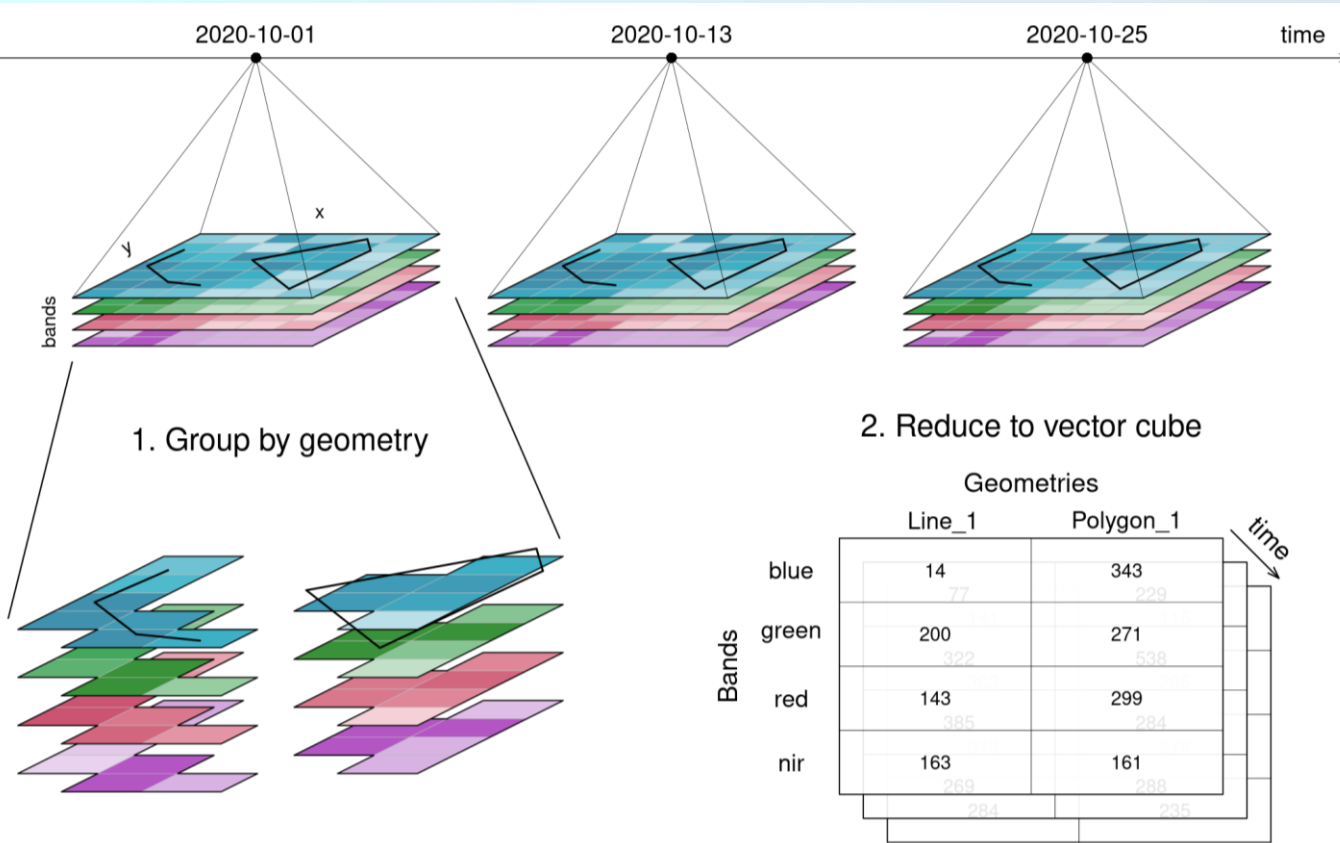 2020-10-01 2020-10-13 2020-10-25 time
x
y
bands
1. Group by geometry
2. Reduce to vector cube
Geometries
Line_1 Polygon_1
time
Bands
blue 14 343
77 229
green 200 271
322 538
red 143 299
385 284
nir 163 161
269 288
284 235